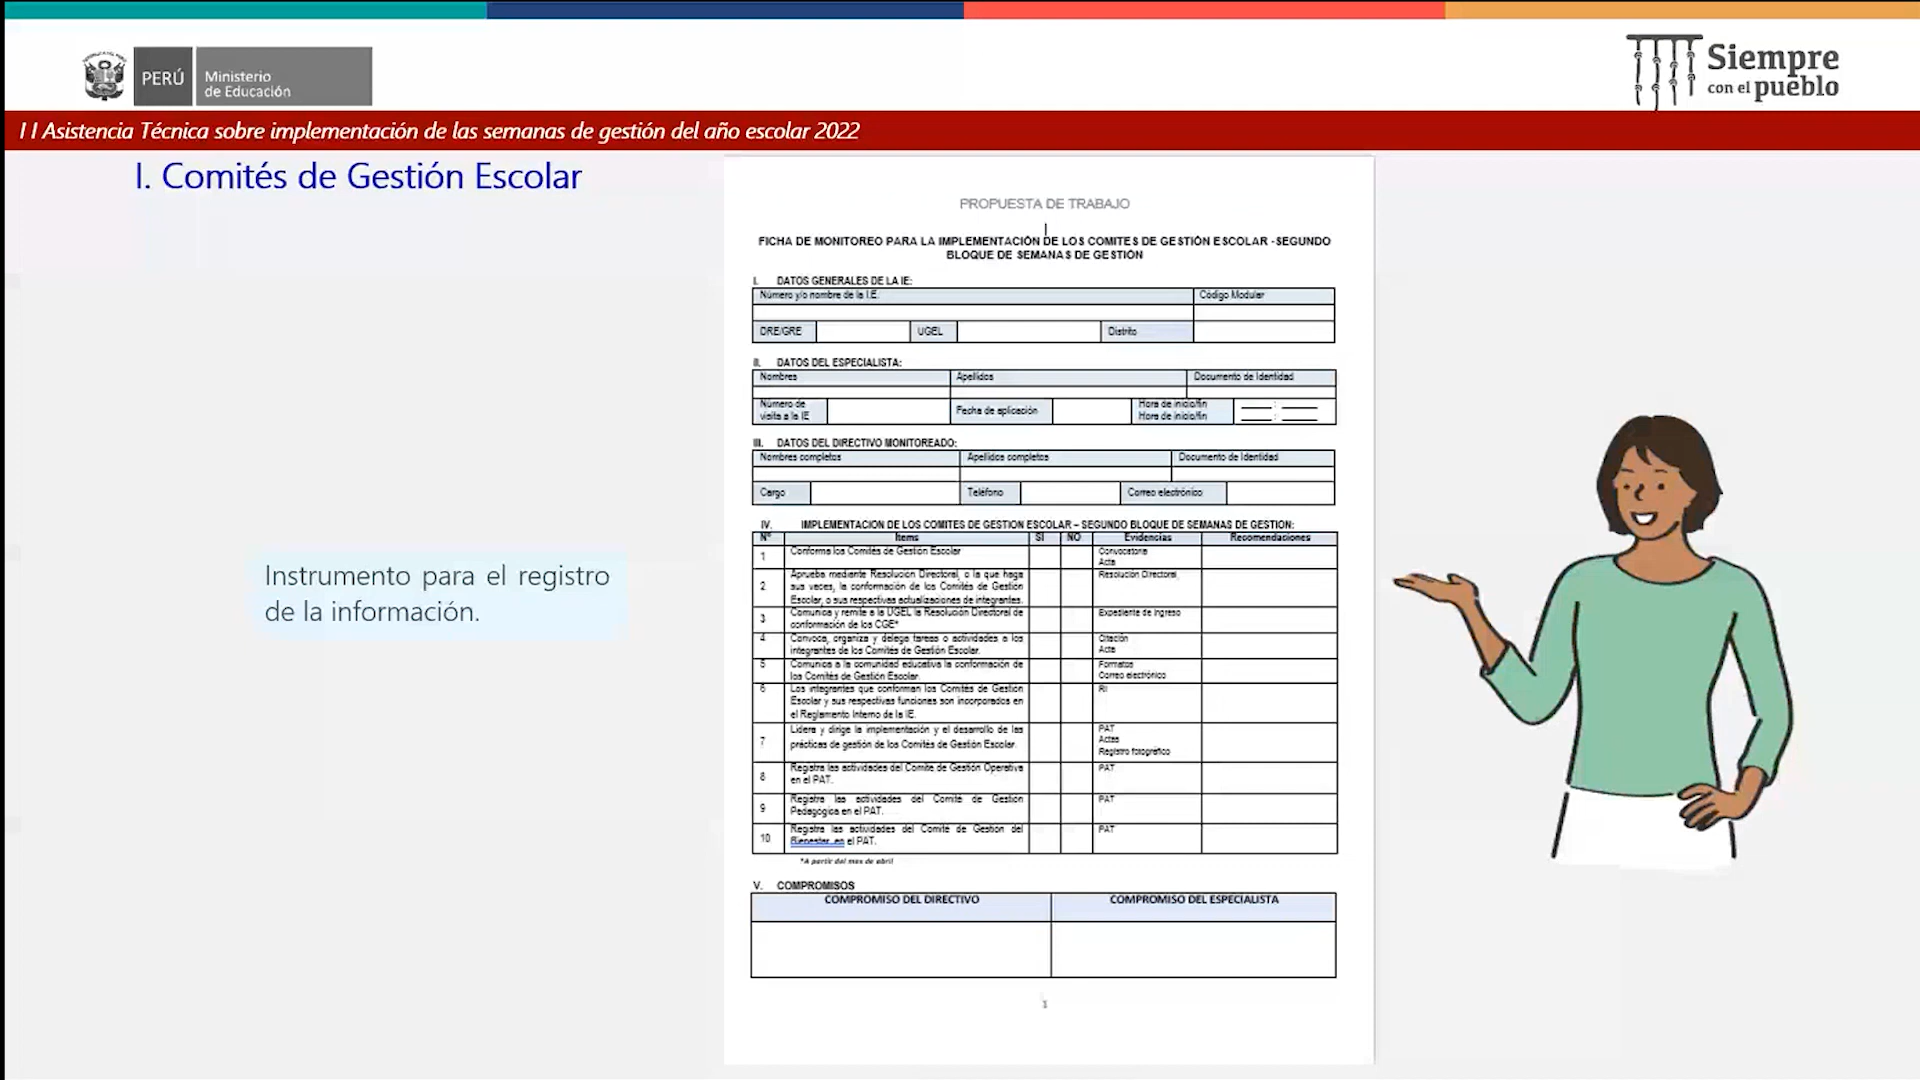 PERÚ
Ministerio
de Educación
Siempre
con el pueblo
I I Asistencia Técnica sobre implementación de las semanas de gestión del año escolar 2022
I. Comités de Gestión Escolar
Instrumento para el registro
de la información.
PROPUESTA DE TRABAJO
FICHA DE MONITOREO PARA LA IMPLEMENTACIÓN DE LOS COMITES DE GESTIÓN ESCOLAR -SEGUNDO
BLOQUE DE SEMANAS DE GESTIÓN
I. DATOS GENERALES DE LA IE:
Número y/o nombre de la I.E. Código Modular
DRE/GRE UGEL Distrito
II. DATOS DEL ESPECIALISTA:
Nombres Apellidos Documento de Identidad
Número de
visita a la IE
Fecha de aplicación
Hora de inicio/fin
Hora de inicio/fin
III. DATOS DEL DIRECTIVO MONITOREADO:
Nombres completos Apellidos completos Documento de Identidad
Cargo Teléfono Correo electrónico
IV. IMPLEMENTACION DE LOS COMITES DE GESTION ESCOLAR – SEGUNDO BLOQUE DE SEMANAS DE GESTION:
N° Items SI NO Evidencias Recomendaciones
1 Conforma los Comités de Gestión Escolar
Convocatoria
Acta
2 Aprueba mediante Resolución Directoral, o la que haga
sus veces, la conformación de los Comités de Gestión
Escolar, o sus respectivas actualizaciones de integrantes.
Resolución Directoral,
3 Comunica y remite a la UGEL la Resolución Directoral de
conformación de los CGE*
Expediente de ingreso
4 Convoca, organiza y delega tareas o actividades a los
integrantes de los Comités de Gestión Escolar.
Citación
Acta
5 Comunica a la comunidad educativa la conformación de
los Comités de Gestión Escolar.
Formatos
Correo electrónico
6 Los integrantes que conforman los Comités de Gestión
Escolar y sus respectivas funciones son incorporados en
el Reglamento Interno de la IE.
RI
7 Lidera y dirige la implementación y el desarrollo de las
prácticas de gestión de los Comités de Gestión Escolar.
PAT
Actas
Registro fotográfico
8 Registra las actividades del Comité de Gestión Operativa
en el PAT.
PAT
9 Registra las actividades del Comité de Gestión
Pedagógica en el PAT.
PAT
10 Registra las actividades del Comité de Gestión del
Bienestar en el PAT.
PAT
*A partir del mes de abril
V. COMPROMISOS
COMPROMISO DEL DIRECTIVO COMPROMISO DEL ESPECIALISTA
1